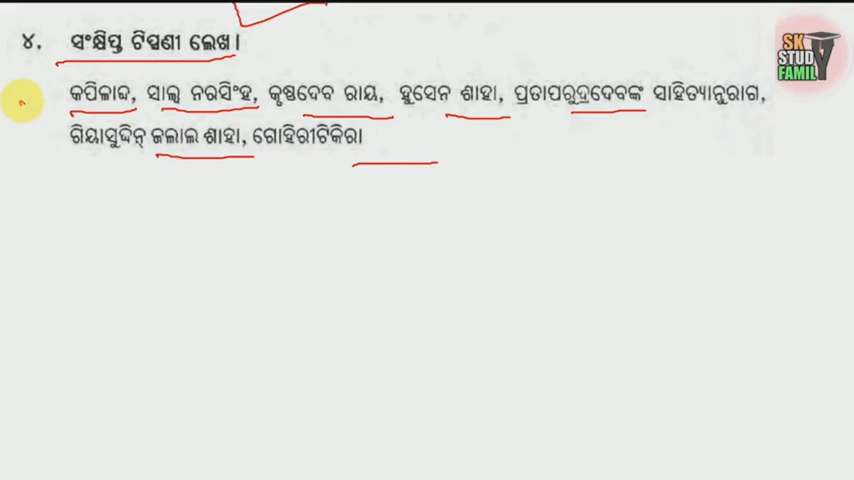 ୪. ସଂକ୍ଷିପ୍ତ ଟିପ୍ପଣୀ ଲେଖ।
କପିଳାବ୍ଦ, ସାଲ୍ୱ ନରସିଂହ, କୃଷ୍ଣଦେବ ରାୟ, ହୁସେନ ଶାହା, ପ୍ରତାପରୁଦ୍ରଦେବଙ୍କ ସାହିତ୍ୟାନୁରାଗ,
ଗିୟାସୁଦ୍ଦିନ୍ ଜଲାଲ ଶାହା, ଗୋହିରୀଟିକିରା
SK
STUDY
FAMILY